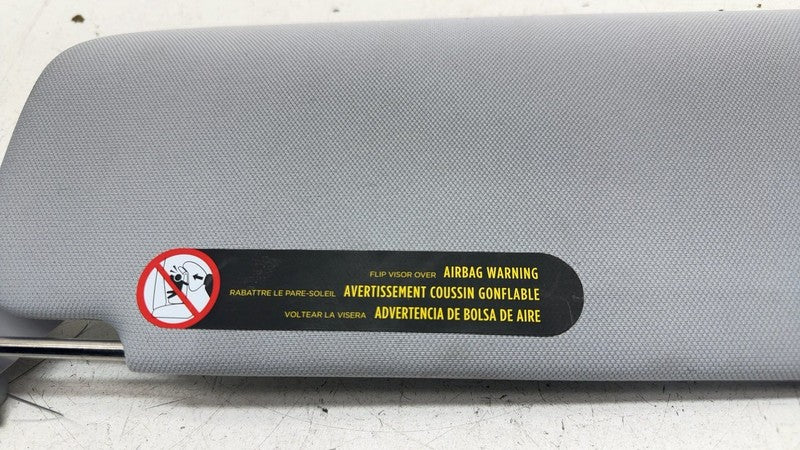 FLIP VISOR OVER AIRBAG WARNING
RABATTRE LE PARE-SOLEIL AVERTISSEMENT COUSSIN GONFLABLE
VOLTEAR LA VISERA ADVERTENCIA DE BOLSA DE AIRE